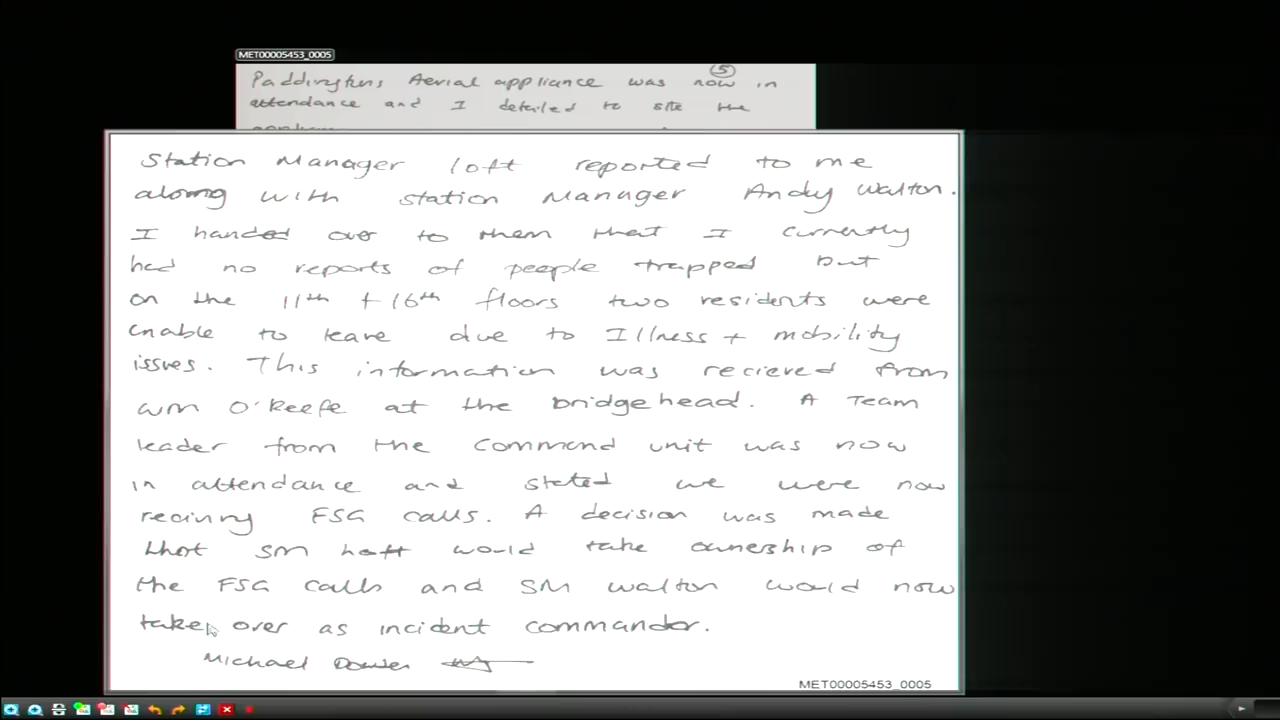 MET00005453_0005
5
Paddingtons Aerial appliance was now in
attendance and I detailed to site the
Station Manager loft reported to me
along with station Manager Andy Walton.
I handed over to them that I currently
had no reports of people trapped but
on the 11th + 16th floors two residents were
unable to leave due to Illness + mobility
issues. This information was recieved from
WM O'Keefe at the bridgehead. A Team
leader from the command unit was now
in attendance and stated we were now
FSG calls. A decision was made
that SM would take ownership of
the FSG calls and SM Walton would now
take over as incident commander.
Michael Dowden
MET00005453_0005